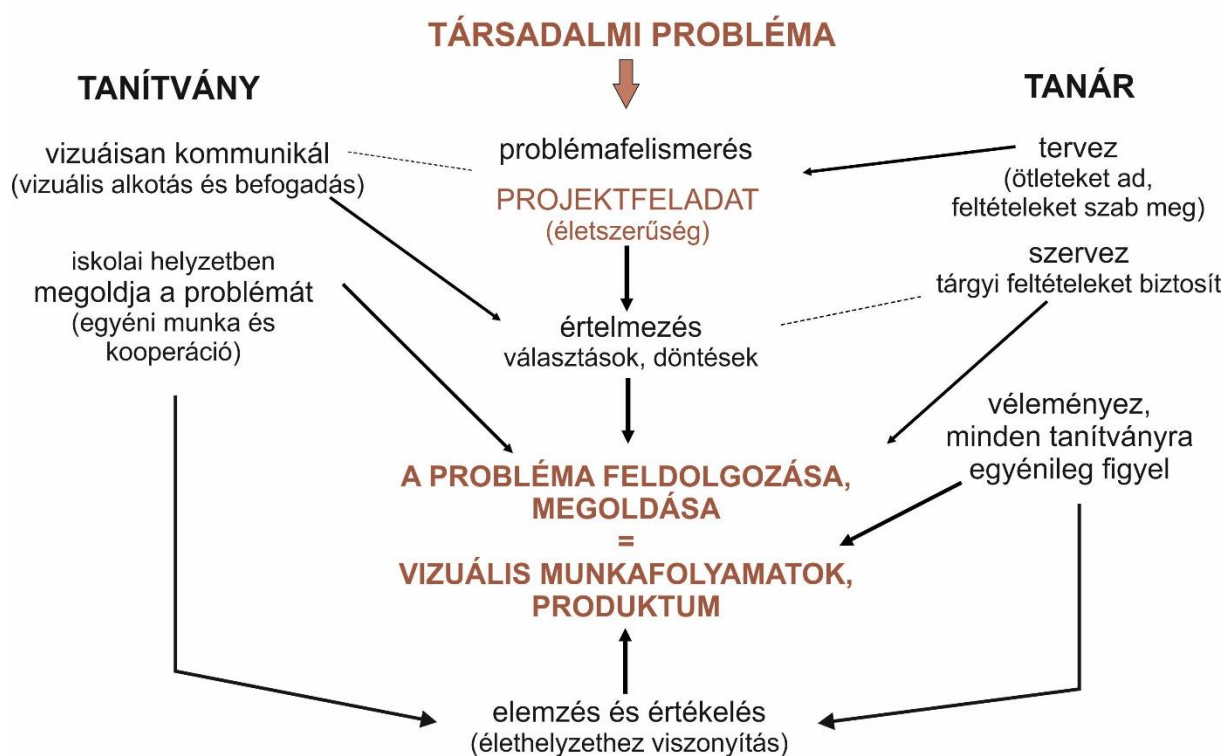 TÁRSADALMI PROBLÉMA
TANÍTVÁNY
vizuáisan kommunikál
(vizuális alkotás és befogadás)
iskolai helyzetben
megoldja a problémát
(egyéni munka és
kooperáció)
problémafelismerés
PROJEKTFELADAT
(életszerűség)
értelmezés
választások, döntések
A PROBLÉMA FELDOLGOZÁSA,
MEGOLDÁSA
=
VIZUÁLIS MUNKAFOLYAMATOK,
PRODUKTUM
elemzés és értékelés
(élethelyzethez viszonyítás)
TANÁR
tervez
(ötleteket ad,
feltételeket szab meg)
szervez
tárgyi feltételeket biztosít
véleményez,
minden tanítványra
egyénileg figyel